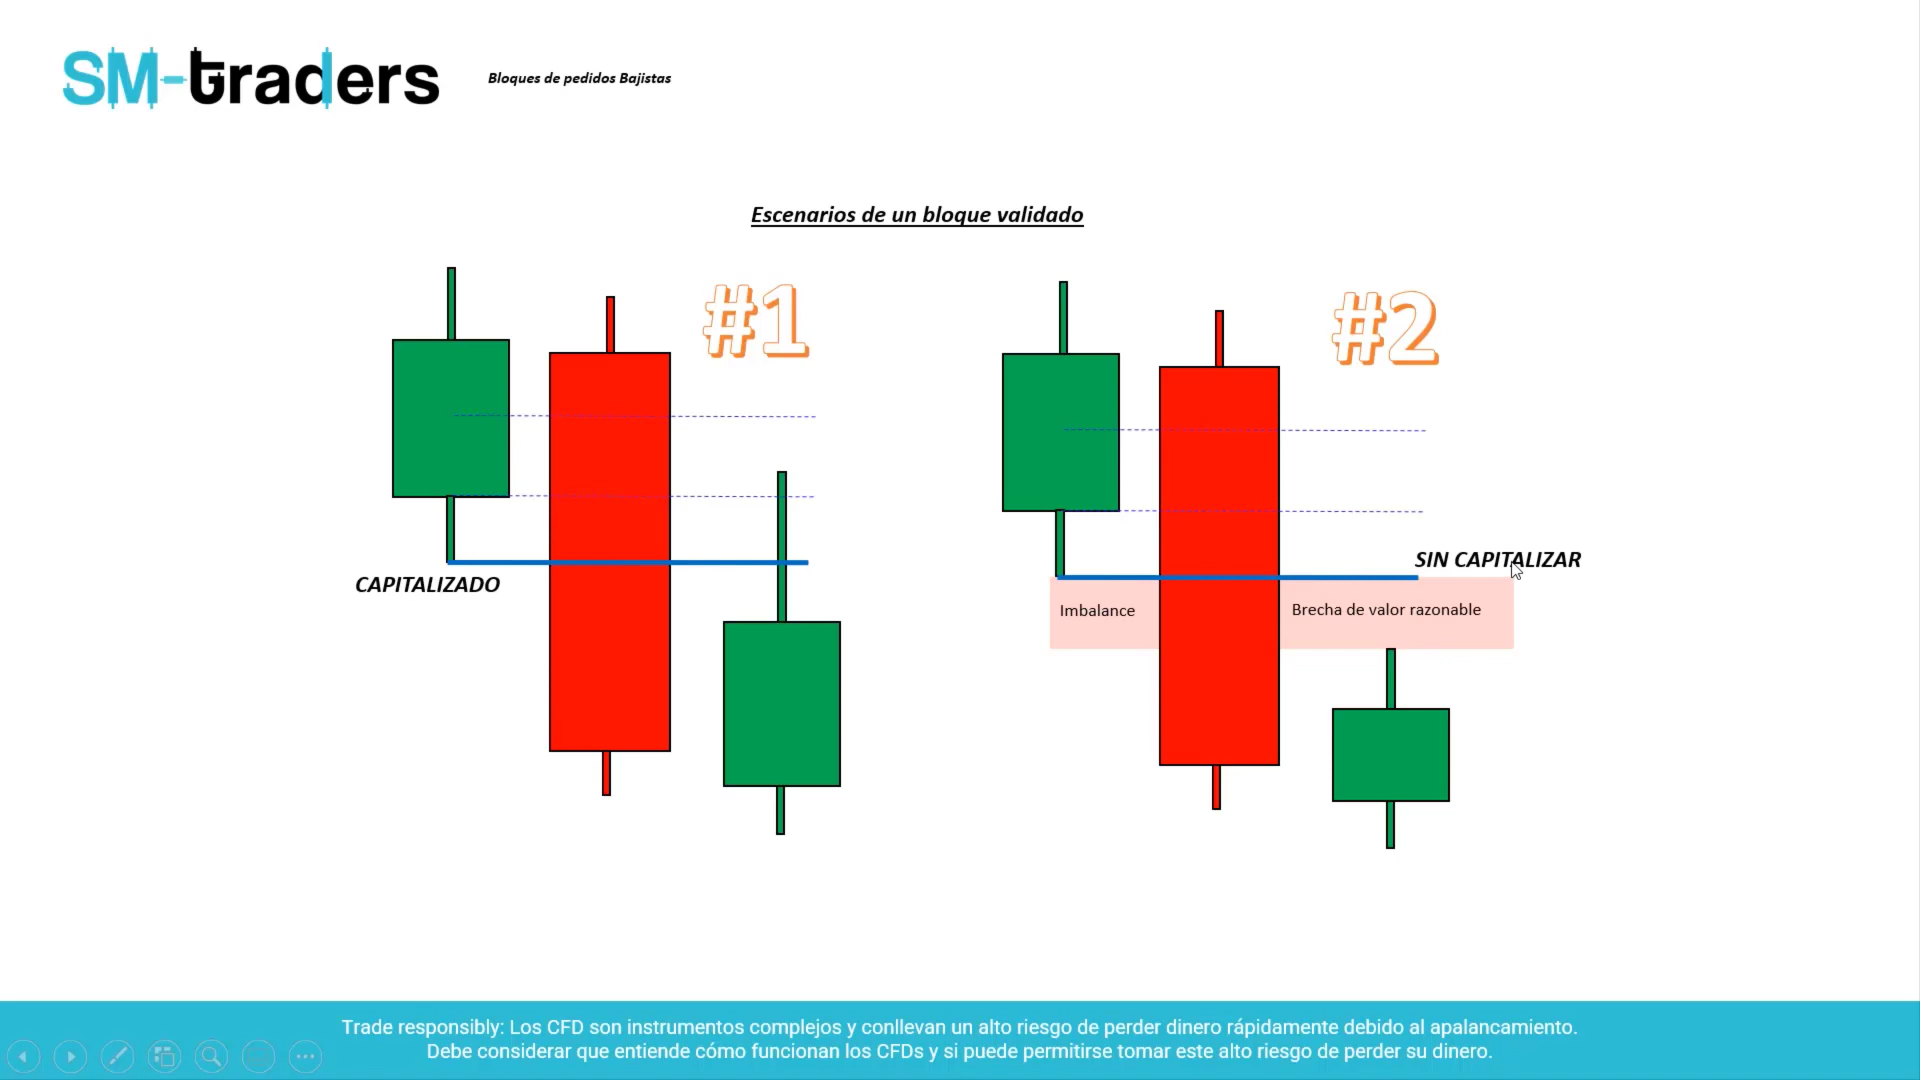 SM-traders
Bloques de pedidos Bajistas
Escenarios de un bloque validado
#1
#2
CAPITALIZADO
SIN CAPITALIZAR
Imbalance
Brecha de valor razonable
Trade responsibly: Los CFD son instrumentos complejos y conllevan un alto riesgo de perder dinero rápidamente debido al apalancamiento.
Debe considerar que entiende cómo funcionan los CFDs y si puede permitirse tomar este alto riesgo de perder su dinero.